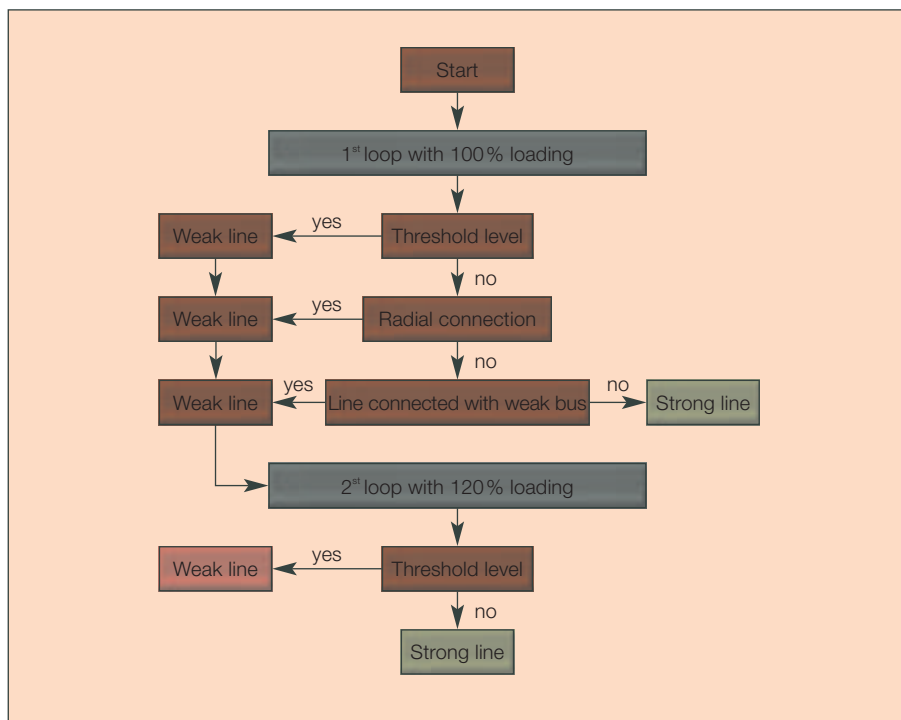 Start
1st loop with 100% loading
yes
Weak line
Threshold level
no
yes
Weak line
Radial connection
no
yes
no
Weak line
Line connected with weak bus
Strong line
2st loop with 120% loading
yes
Weak line
Threshold level
no
Strong line